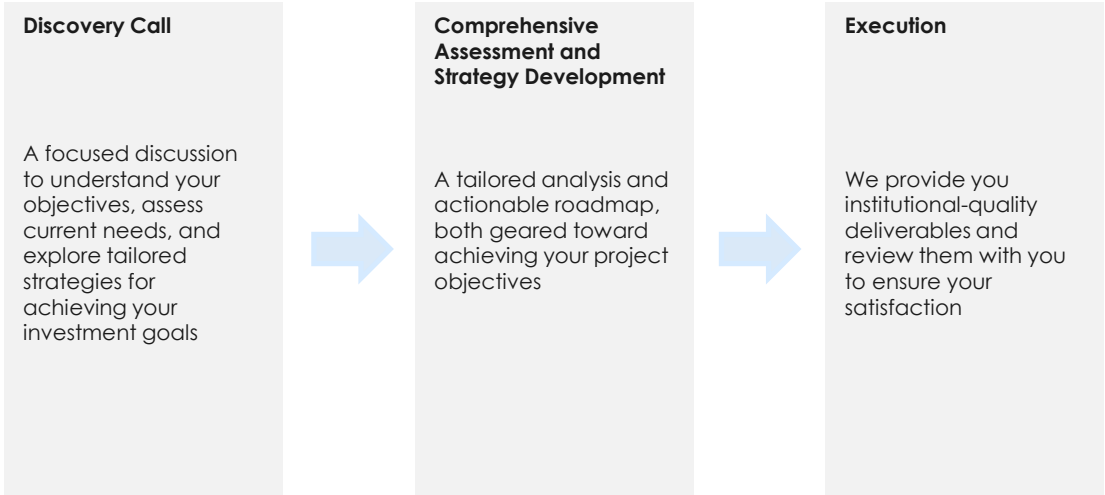 Discovery Call
A focused discussion
to understand your
objectives, assess
current needs, and
explore tailored
strategies for
achieving your
investment goals
Comprehensive
Assessment and
Strategy Development
A tailored analysis and
actionable roadmap,
both geared toward
achieving your project
objectives
Execution
We provide you
institutional-quality
deliverables and
review them with you
to ensure your
satisfaction